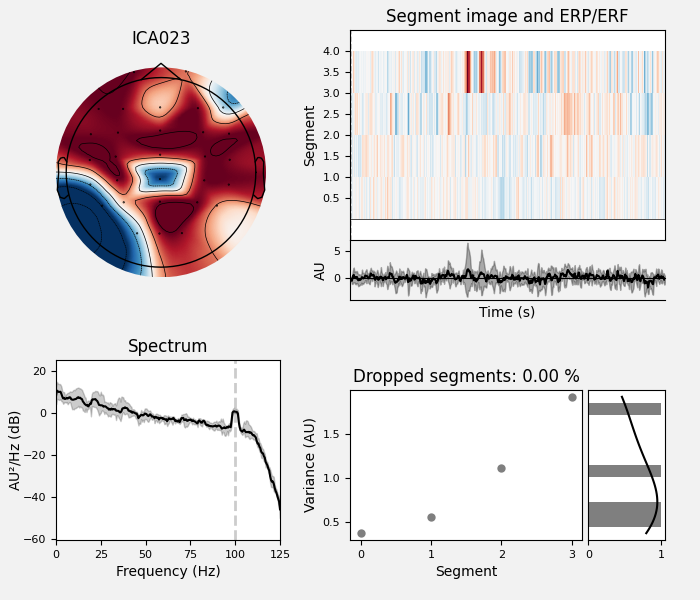 ICA023
Segment image and ERP/ERF
Segment
4.0
3.5
3.0
2.5
2.0
1.5
1.0
0.5
AU
5
0
Time (s)
Spectrum
AU²/Hz (dB)
20
0
−20
−40
−60
0 25 50 75 100 125
Frequency (Hz)
Dropped segments: 0.00 %
Variance (AU)
1.5
1.0
0.5
0 1 2 3
Segment
0 1